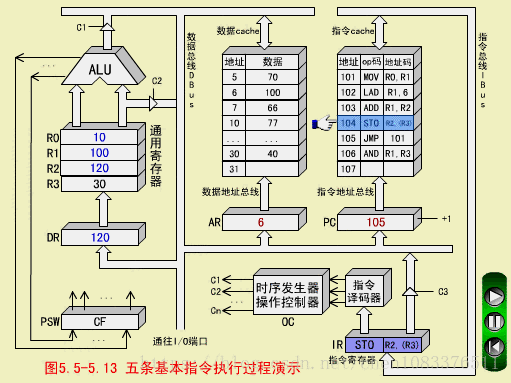 C1
数据总线DBus
数据cache
指令cache
指令总线IBus
ALU
C2
地址 数据
5 70
6 100
7 66
10 77
.... ....
30 40
31
地址 op码 地址码
101 MOV R0, R1
102 LAD R1, 6
103 ADD R1, R2
104 STO R2, (R3)
105 JMP 101
106 AND R1, R3
107
通用寄存器
R0 10
R1 100
R2 120
R3 30
数据地址总线
指令地址总线
DR 120
AR 6
PC 105
+1
C1
C2
Cn
时序发生器
操作控制器
OC
指令译码器
C3
PSW CF
通往I/O端口
IR STO R2, (R3)
指令寄存器
图5.5-5.13 五条基本指令执行过程演示